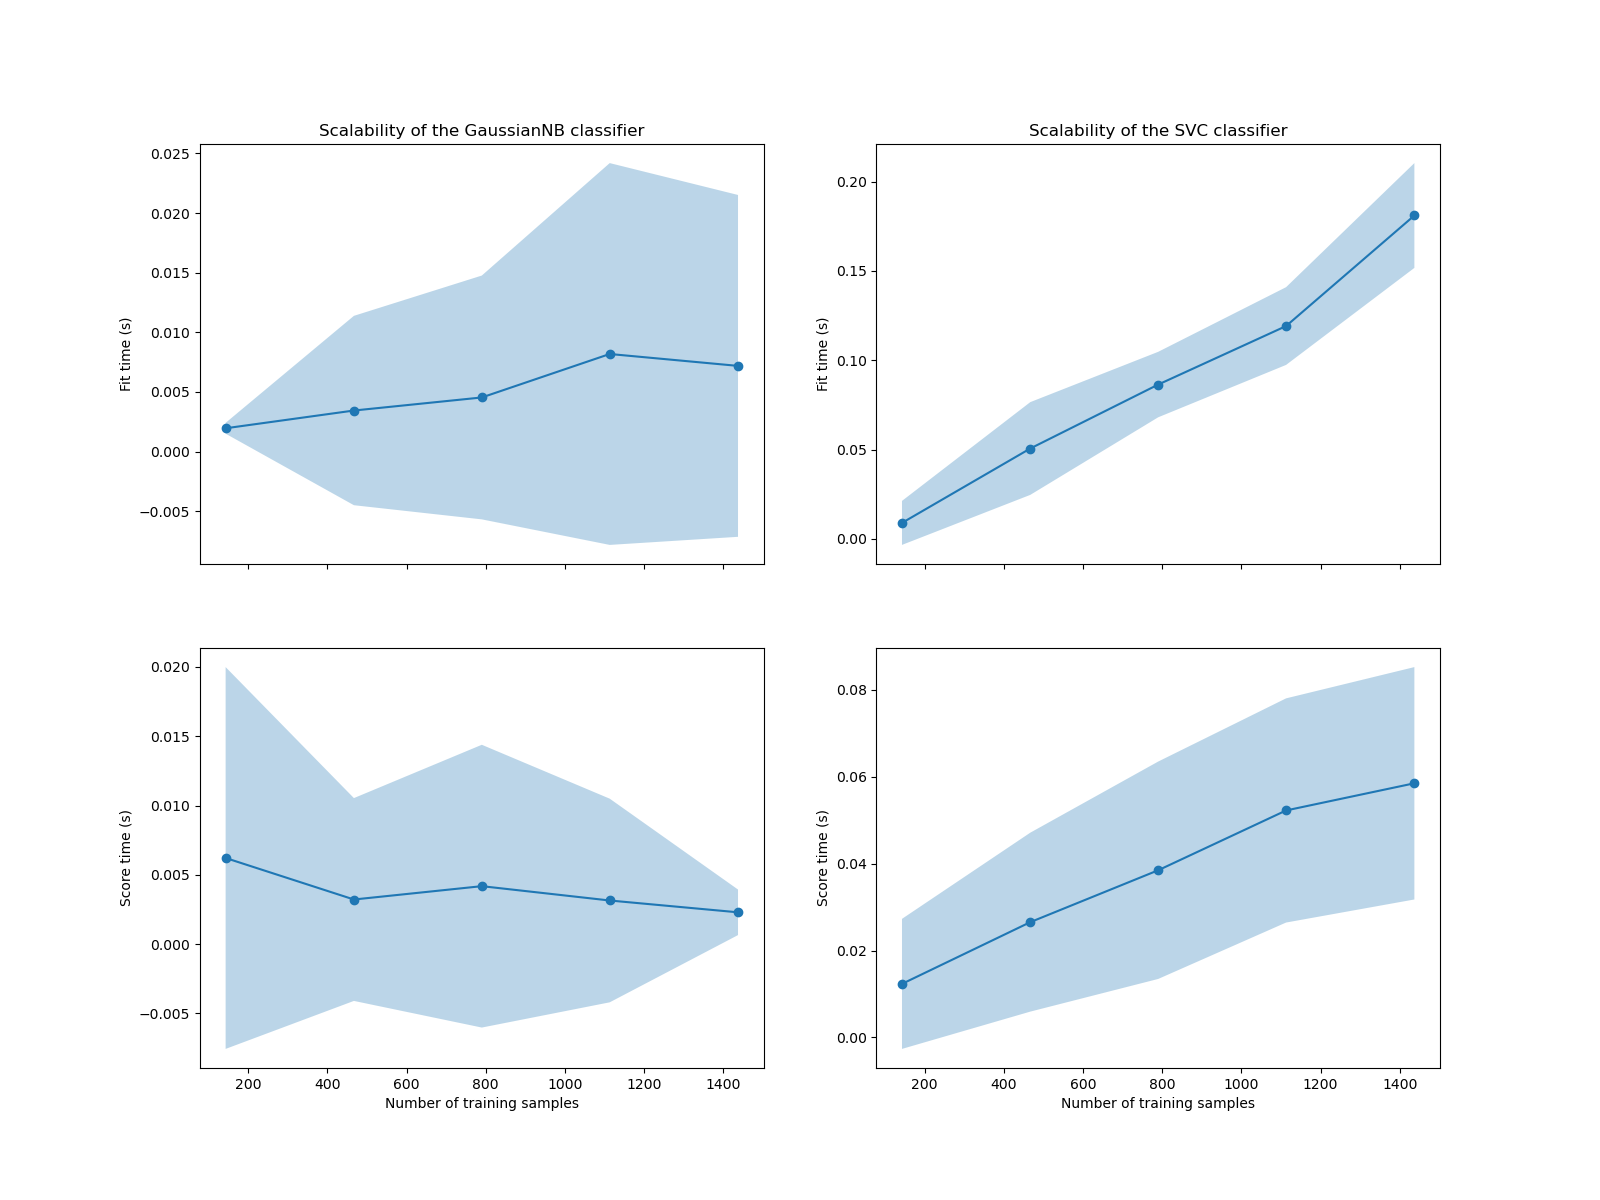 Scalability of the GaussianNB classifier
Fit time (s)
0.025
0.020
0.015
0.010
0.005
0.000
−0.005
Scalability of the SVC classifier
Fit time (s)
0.20
0.15
0.10
0.05
0.00
Score time (s)
0.020
0.015
0.010
0.005
0.000
−0.005
200 400 600 800 1000 1200 1400
Number of training samples
Score time (s)
0.08
0.06
0.04
0.02
0.00
200 400 600 800 1000 1200 1400
Number of training samples